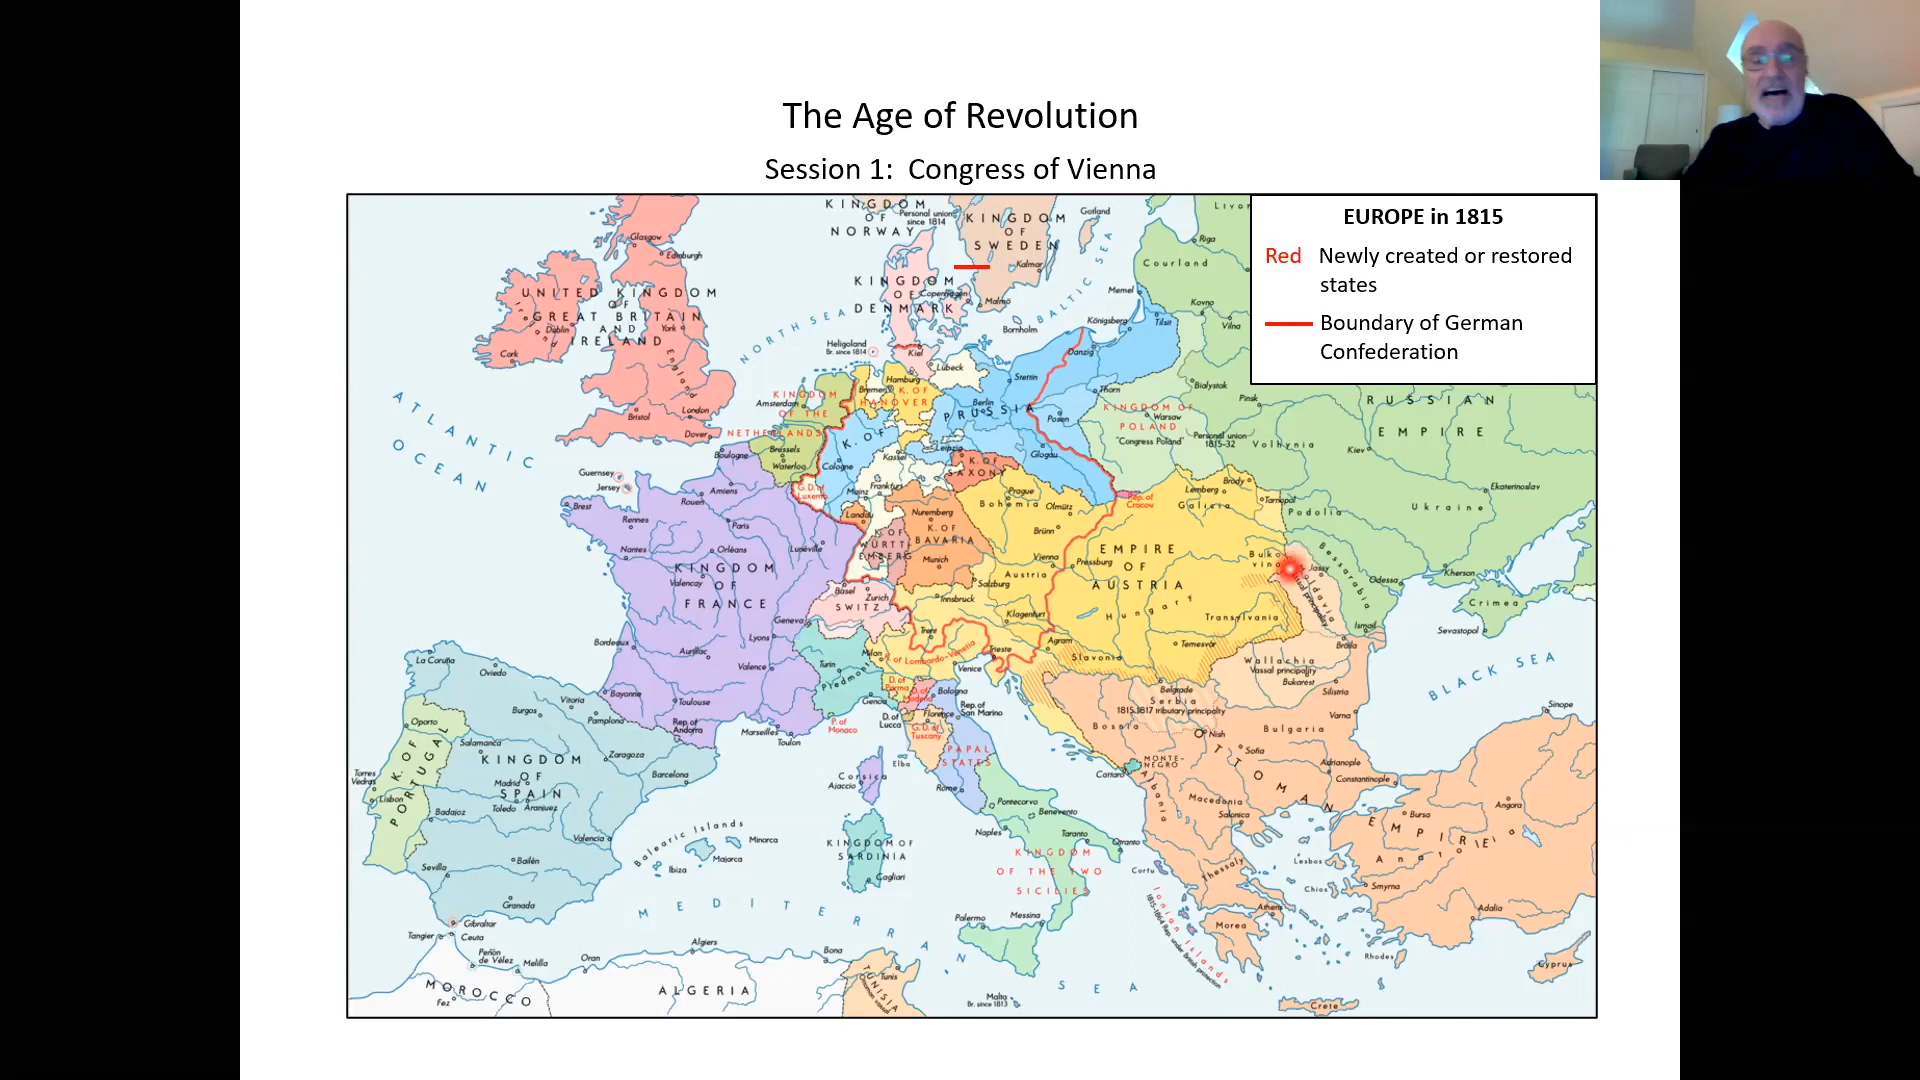 The Age of Revolution
Session 1:  Congress of Vienna
EUROPE in 1815
Red Newly created or restored
states
Boundary of German
Confederation
KINGDOM
OF
NORWAY
Personal union
since 1814
KINGDOM
OF
SWEDEN
Gotland
Kalmar
Malmö
Riga
Courland
Memel
Kovno
Vilna
Tilsit
Königsberg
BALTIC SEA
Bornholm
KINGDOM
OF
DENMARK
Copenhagen
Glasgow
Edinburgh
UNITED KINGDOM
OF
GREAT BRITAIN
AND
IRELAND
Dublin
York
Cork
England
Bristol
London
Dover
NORTH SEA
Heligoland
Br. since 1814
Kiel
Lübeck
Hamburg
Bremen
K. OF
HANOVER
Stettin
Danzig
Thorn
Berlin
PRUSSIA
Posen
Glogau
Leipzig
K. OF
Kassel
Cologne
Mainz
Frankfurt
KINGDOM
OF THE
NETHERLANDS
Amsterdam
Brussels
Waterloo
G.D. of
Luxemb.
K. OF
SAXONY
KINGDOM OF
POLAND
Warsaw
"Congress Poland"
Personal union
1815-32
Bialystok
Pinsk
Volhynia
RUSSIAN
EMPIRE
Kiev
Ekaterinoslav
Ukraine
Podolia
Kherson
Odessa
Crimea
Sevastopol
Bessarabia
Jassy
Moldavia
Ismail
Braila
ATLANTIC
OCEAN
Guernsey
Jersey
Boulogne
Amiens
Rouen
Brest
Rennes
Paris
Nantes
Orléans
Lunéville
KINGDOM
OF
FRANCE
Valencay
Lyons
Bordeaux
Aurillac
Valence
Bayonne
Toulouse
Rep. of
Andorra
Marseilles
Toulon
Landau
K. OF
WÜRTT-
EMBERG
Nuremberg
K. OF
BAVARIA
Munich
Basel
Zurich
SWITZ.
Geneva
Prague
Bohemia
Olmütz
Brünn
Vienna
Austria
Salzburg
Innsbruck
Klagenfurt
Pressburg
Rep. of
Cracow
Lemberg
Brody
Galicia
Tarnopol
EMPIRE
OF
AUSTRIA
Hungary
Transylvania
Temesvár
Agram
Slavonia
Trent
Trieste
Milan
K. of Lombardo-Venetia
Venice
Turin
Piedmont
Genoa
D. of
Parma
D. of
Modena
Bologna
Rep. of
San Marino
D. of
Lucca
Florence
G.D. of
Tuscany
P. of
Monaco
PAPAL
STATES
Elba
Rome
Corsica
Ajaccio
KINGDOM OF
SARDINIA
Cagliari
Pontecorvo
Benevento
Naples
Taranto
Otranto
KINGDOM
OF THE TWO
SICILIES
Palermo
Messina
Malta
Br. since 1813
Wallachia
Vassal principality
Bukarest
Silistria
Belgrade
Serbia
1815.1817 tributary principality
Bosnia
Nish
Bulgaria
Varna
Sofia
MONTE-
NEGRO
Cattaro
Albania
Adrianople
Constantinople
Macedonia
Salonica
OTTOMAN
EMPIRE
Anatolia
Bursa
Angora
Sinope
BLACK SEA
Thessaly
Corfu
Ionian Islands
1815-1864 Rep. under British protection
Lesbos
Chios
Smyrna
Adalia
Athens
Morea
Rhodes
Cyprus
Crete
La Coruña
Oviedo
Vitoria
Burgos
Pamplona
Oporto
Salamanca
KINGDOM
OF
SPAIN
Zaragoza
Barcelona
Madrid
Toledo
Aranjuez
Torres
Vedras
Lisbon
K. OF
PORTUGAL
Badajoz
Valencia
Balearic Islands
Minorca
Majorca
Ibiza
Sevilla
Bailén
Granada
Gibraltar
Tangier
Ceuta
Peñón
de Vélez
Melilla
Oran
Algiers
Bona
MEDITERRANEAN
SEA
MOROCCO
Fez
ALGERIA
Tunis
TUNISIA
Ottoman vassal